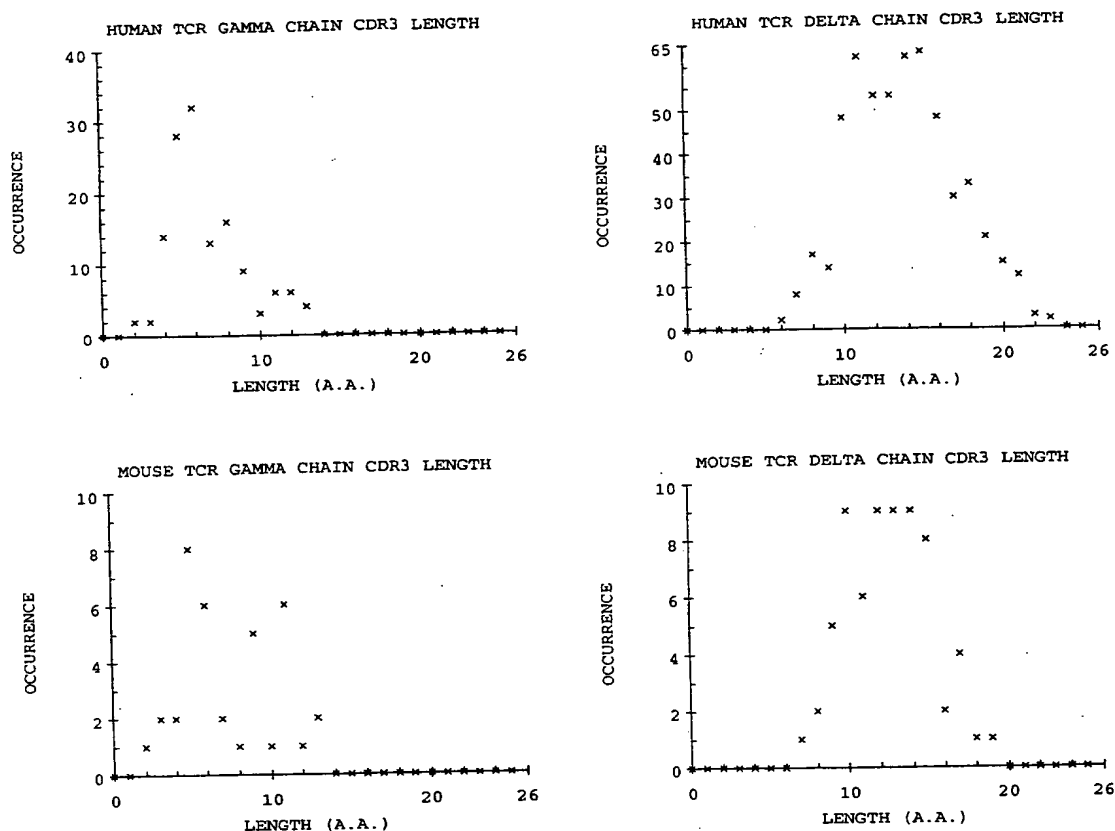 HUMAN TCR GAMMA CHAIN CDR3 LENGTH
40
30
20
10
0
OCCURRENCE
0 10 20 26
LENGTH (A.A.)
HUMAN TCR DELTA CHAIN CDR3 LENGTH
65
60
50
40
30
20
10
0
OCCURRENCE
0 10 20 26
LENGTH (A.A.)
MOUSE TCR GAMMA CHAIN CDR3 LENGTH
10
8
6
4
2
0
OCCURRENCE
0 10 20 26
LENGTH (A.A.)
MOUSE TCR DELTA CHAIN CDR3 LENGTH
10
8
6
4
2
0
OCCURRENCE
0 10 20 26
LENGTH (A.A.)